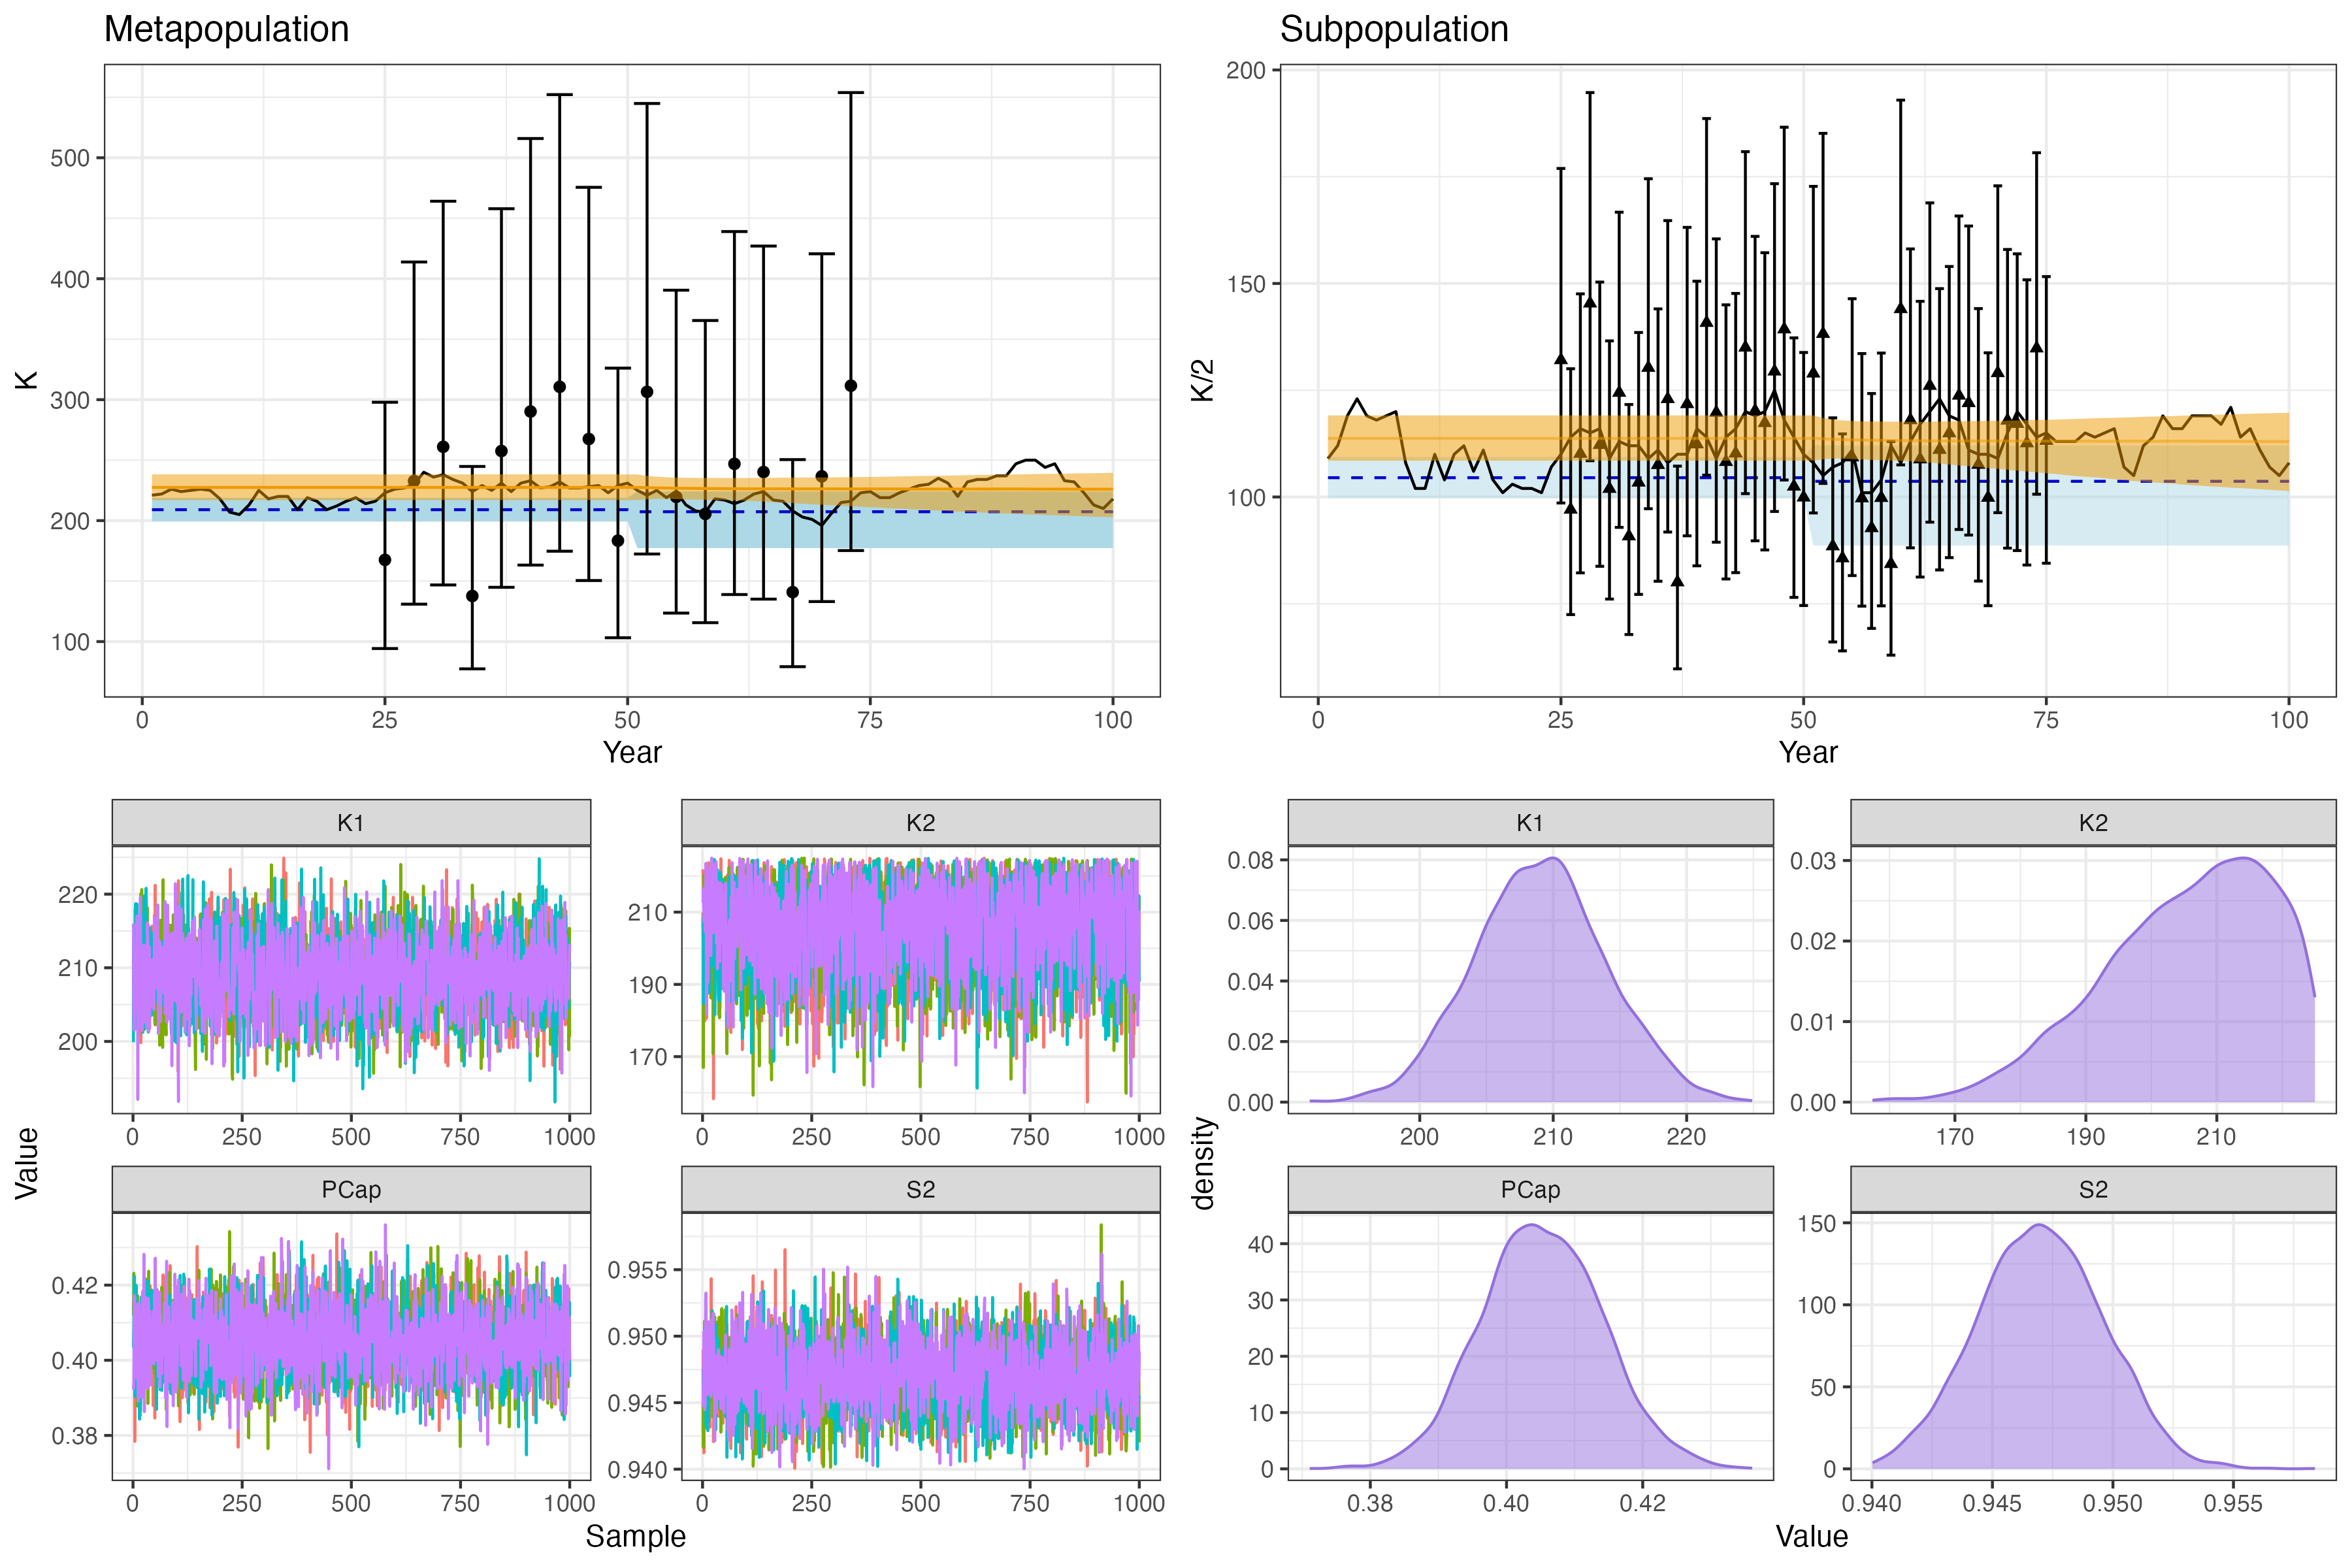 Metapopulation
K
500
400
300
200
100
0 25 50 75 100
Year
Subpopulation
K/2
200
150
100
0 25 50 75 100
Year
Value
K1
220
210
200
0 250 500 750 1000
K2
210
190
170
0 250 500 750 1000
PCap
0.42
0.40
0.38
0 250 500 750 1000
S2
0.955
0.950
0.945
0.940
0 250 500 750 1000
Sample
density
K1
0.08
0.06
0.04
0.02
0.00
200 210 220
K2
0.03
0.02
0.01
0.00
170 190 210
PCap
40
30
20
10
0
0.38 0.40 0.42
S2
150
100
50
0
0.940 0.945 0.950 0.955
Value